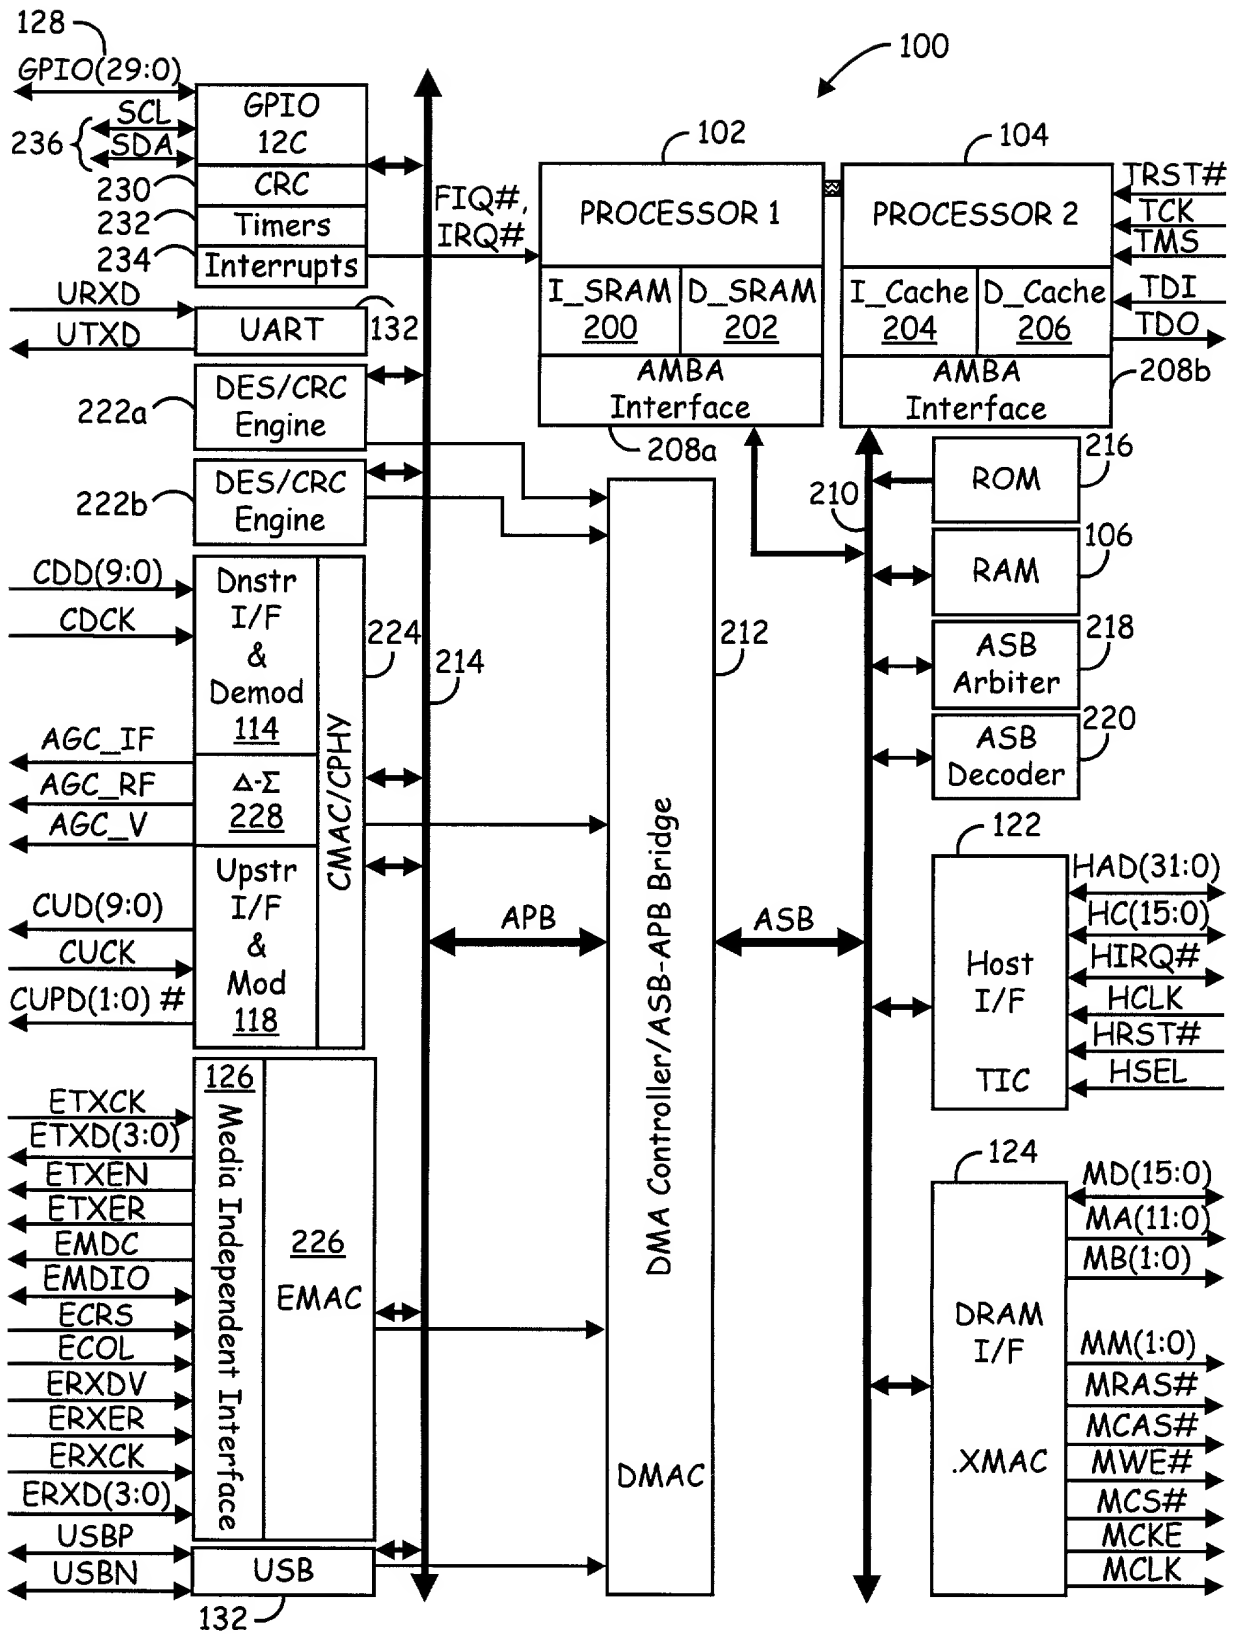 128
100
GPIO(29:0)
SCL
236
SDA
GPIO
12C
230
CRC
232
Timers
234
Interrupts
FIQ#,
IRQ#
102
PROCESSOR 1
I_SRAM
200
D_SRAM
202
AMBA
Interface
208a
104
PROCESSOR 2
I_Cache
204
D_Cache
206
AMBA
Interface
208b
TRST#
TCK
TMS
TDI
TDO
URXD
UTXD
UART
132
222a
DES/CRC
Engine
222b
DES/CRC
Engine
210
ROM
216
RAM
106
ASB
Arbiter
218
ASB
Decoder
220
CDD(9:0)
CDCK
Dnstr
I/F
&
Demod
114
224
214
212
AGC_IF
AGC_RF
AGC_V
Δ-Σ
228
CMAC/CPHY
CUD(9:0)
CUCK
CUPD(1:0) #
Upstr
I/F
&
Mod
118
APB
ASB
DMA Controller/ASB-APB Bridge
DMAC
122
Host
I/F
TIC
HAD(31:0)
HC(15:0)
HIRQ#
HCLK
HRST#
HSEL
126
Media Independent Interface
226
EMAC
ETXCK
ETXD(3:0)
ETXEN
ETXER
EMDC
EMDIO
ECRS
ECOL
ERXDV
ERXER
ERXCK
ERXD(3:0)
USBP
USBN
USB
132
124
DRAM
I/F
.XMAC
MD(15:0)
MA(11:0)
MB(1:0)
MM(1:0)
MRAS#
MCAS#
MWE#
MCS#
MCKE
MCLK